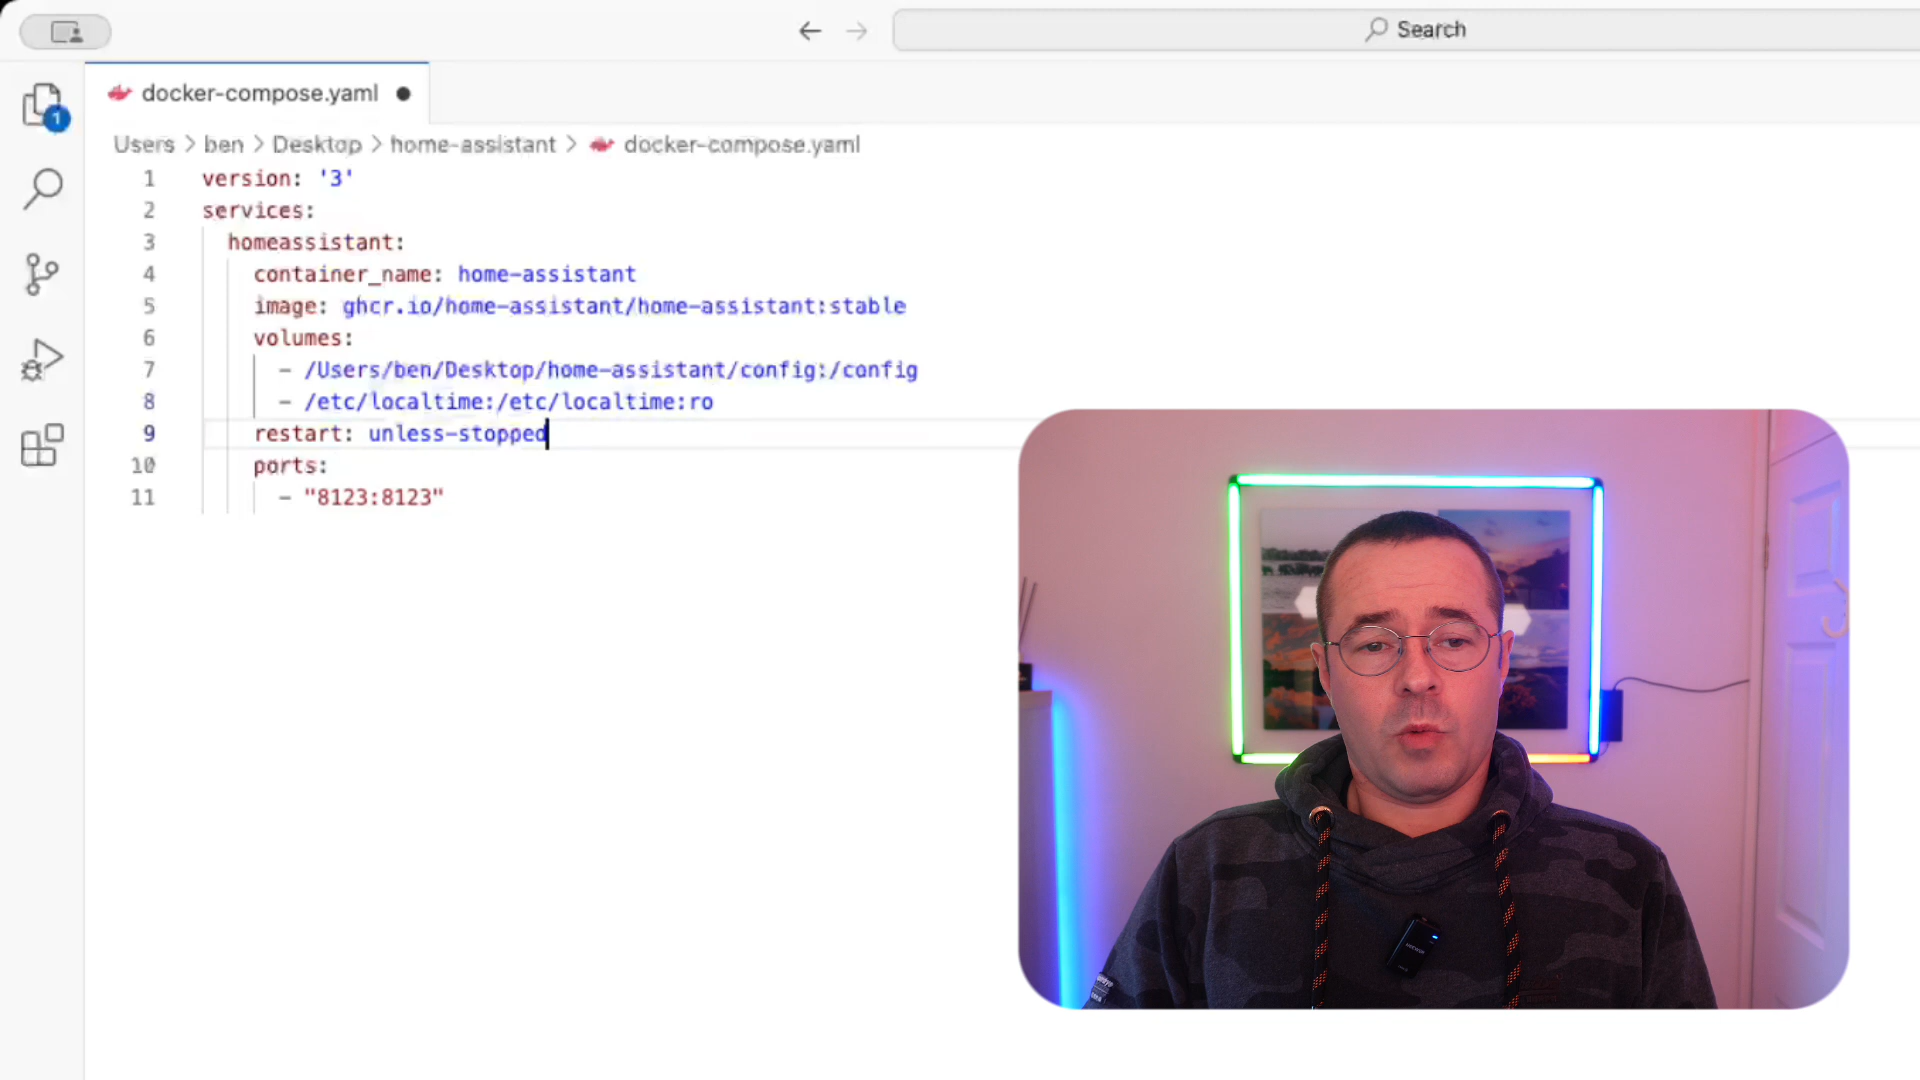 Search
docker-compose.yaml
1
Users > ben > Desktop > home-assistant > docker-compose.yaml
1 version: '3'
2 services:
3 homeassistant:
4 container_name: home-assistant
5 image: ghcr.io/home-assistant/home-assistant:stable
6 volumes:
7 - /Users/ben/Desktop/home-assistant/config:/config
8 - /etc/localtime:/etc/localtime:ro
9 restart: unless-stopped
10 ports:
11 - "8123:8123"